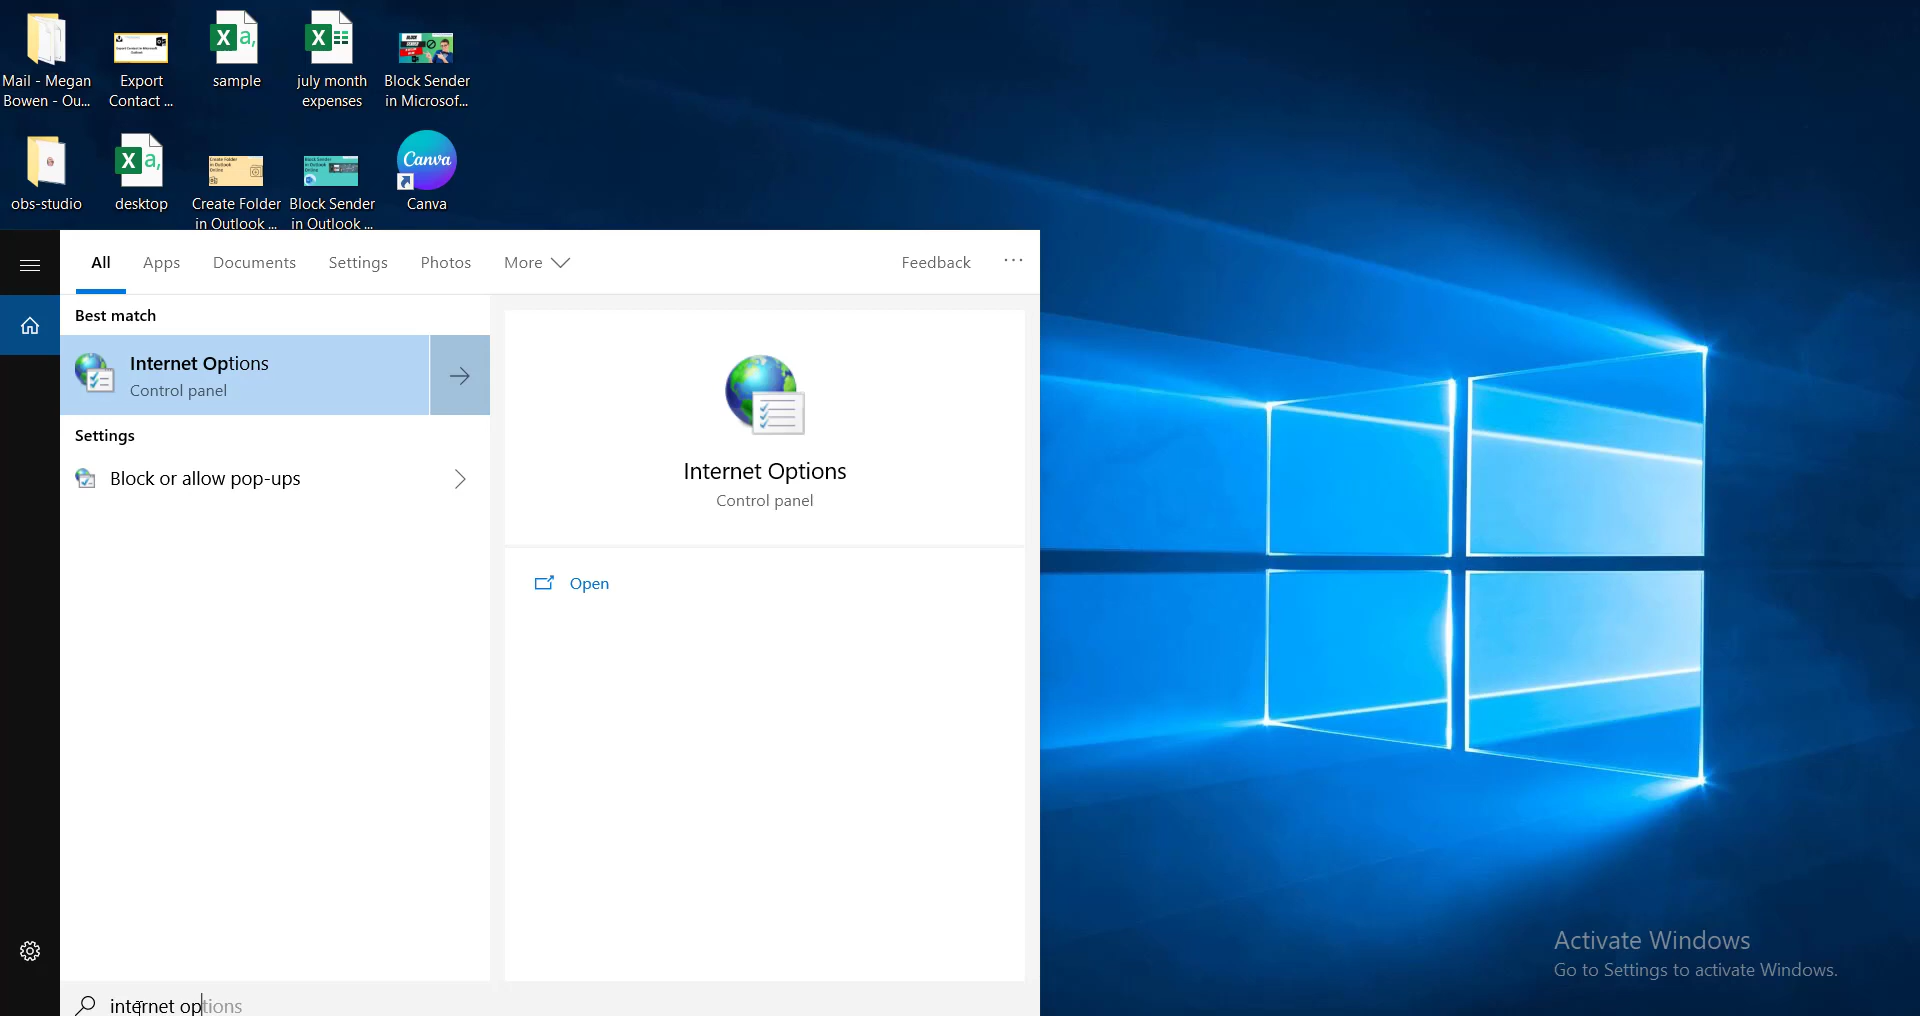 Mail - Megan
Bowen - Ou...
Export
Contact ...
sample
july month
expenses
Block Sender
in Microsof...
obs-studio
desktop
Create Folder
in Outlook ...
Block Sender
in Outlook ...
Canva
Canva
All
Apps
Documents
Settings
Photos
More
Feedback
...
Best match
Internet Options
Control panel
Settings
Block or allow pop-ups
Internet Options
Control panel
Open
internet options
Activate Windows
Go to Settings to activate Windows.